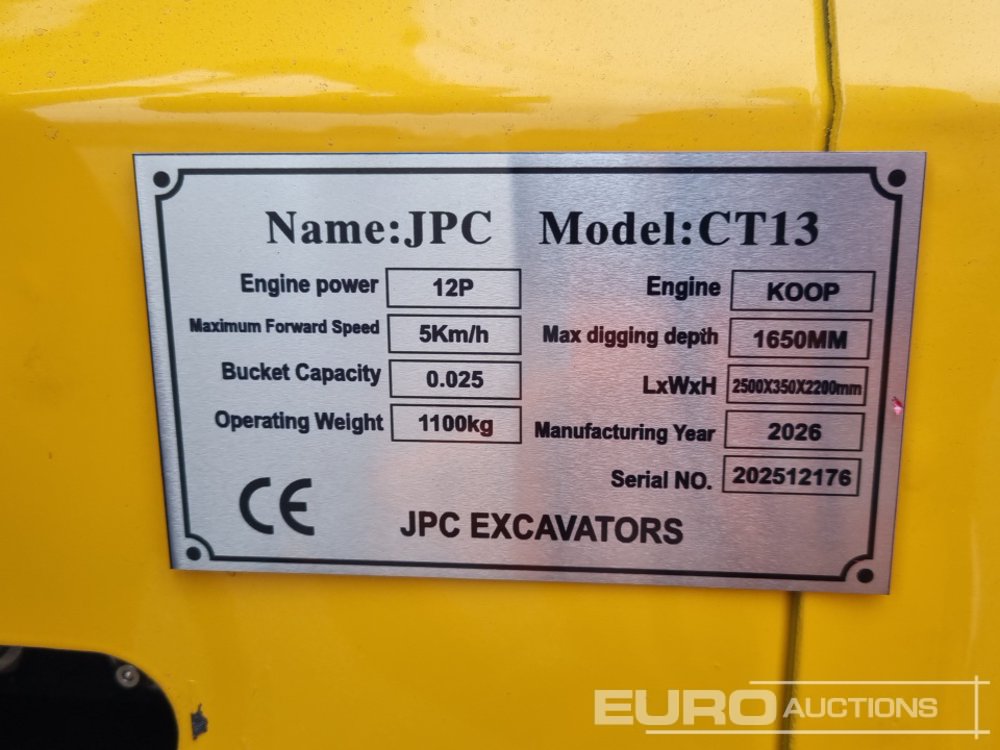 Name:JPC Model:CT13
Engine power 12P Engine KOOP
Maximum Forward Speed 5Km/h Max digging depth 1650MM
Bucket Capacity 0.025 LxWxH 2500X350X2200mm
Operating Weight 1100kg Manufacturing Year 2026
Serial NO. 202512176
CE JPC EXCAVATORS
EURO AUCTIONS